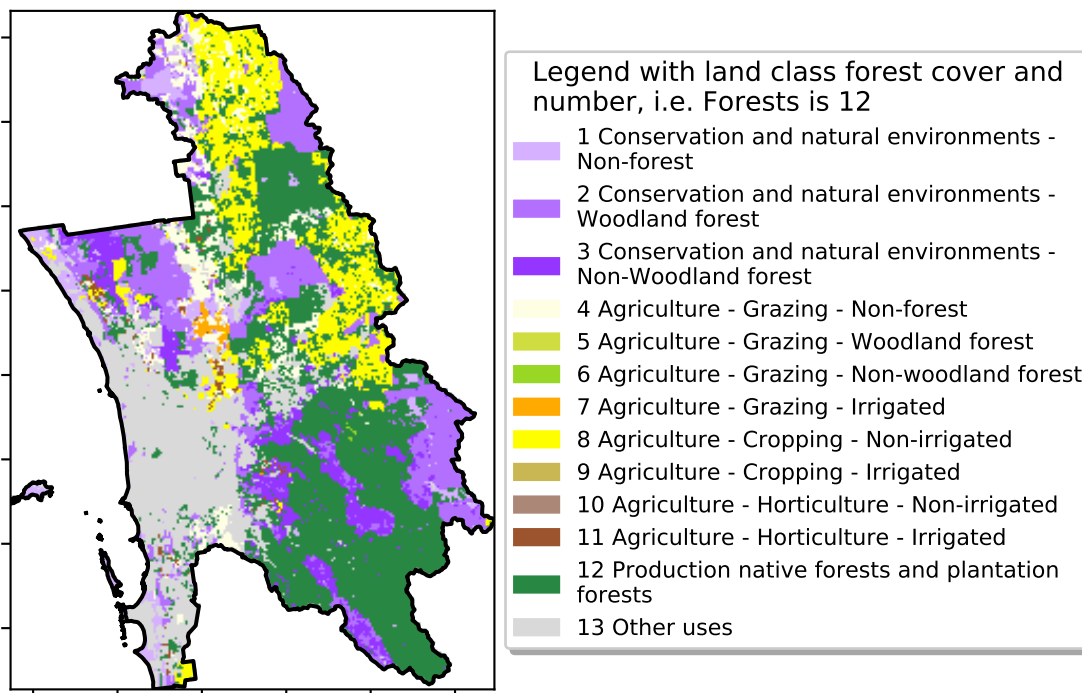 Legend with land class forest cover and
number, i.e. Forests is 12
1 Conservation and natural environments -
Non-forest
2 Conservation and natural environments -
Woodland forest
3 Conservation and natural environments -
Non-Woodland forest
4 Agriculture - Grazing - Non-forest
5 Agriculture - Grazing - Woodland forest
6 Agriculture - Grazing - Non-woodland forest
7 Agriculture - Grazing - Irrigated
8 Agriculture - Cropping - Non-irrigated
9 Agriculture - Cropping - Irrigated
10 Agriculture - Horticulture - Non-irrigated
11 Agriculture - Horticulture - Irrigated
12 Production native forests and plantation
forests
13 Other uses